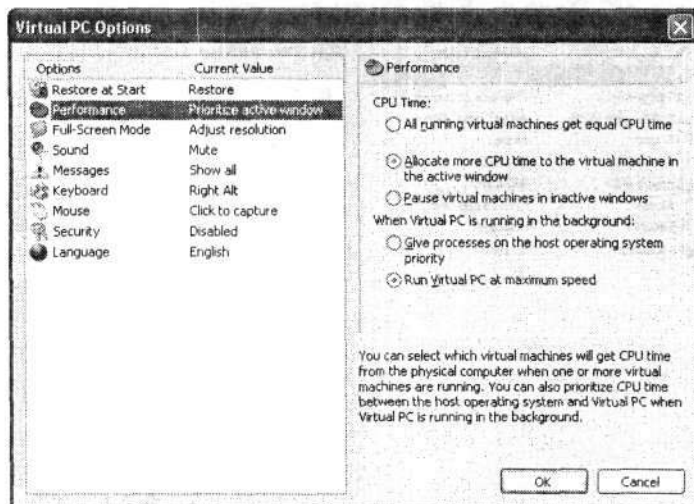 Virtual PC Options
Options Current Value
Restore at Start Restore
Performance Prioritize active window
Full-Screen Mode Adjust resolution
Sound Mute
Messages Show all
Keyboard Right Alt
Mouse Click to capture
Security Disabled
Language English
Performance
CPU Time:
All running virtual machines get equal CPU time
Allocate more CPU time to the virtual machine in
the active window
Pause virtual machines in inactive windows
When Virtual PC is running in the background:
Give processes on the host operating system
priority
Run Virtual PC at maximum speed
You can select which virtual machines will get CPU time
from the physical computer when one or more virtual
machines are running. You can also prioritize CPU time
between the host operating system and Virtual PC when
Virtual PC is running in the background.
OK Cancel